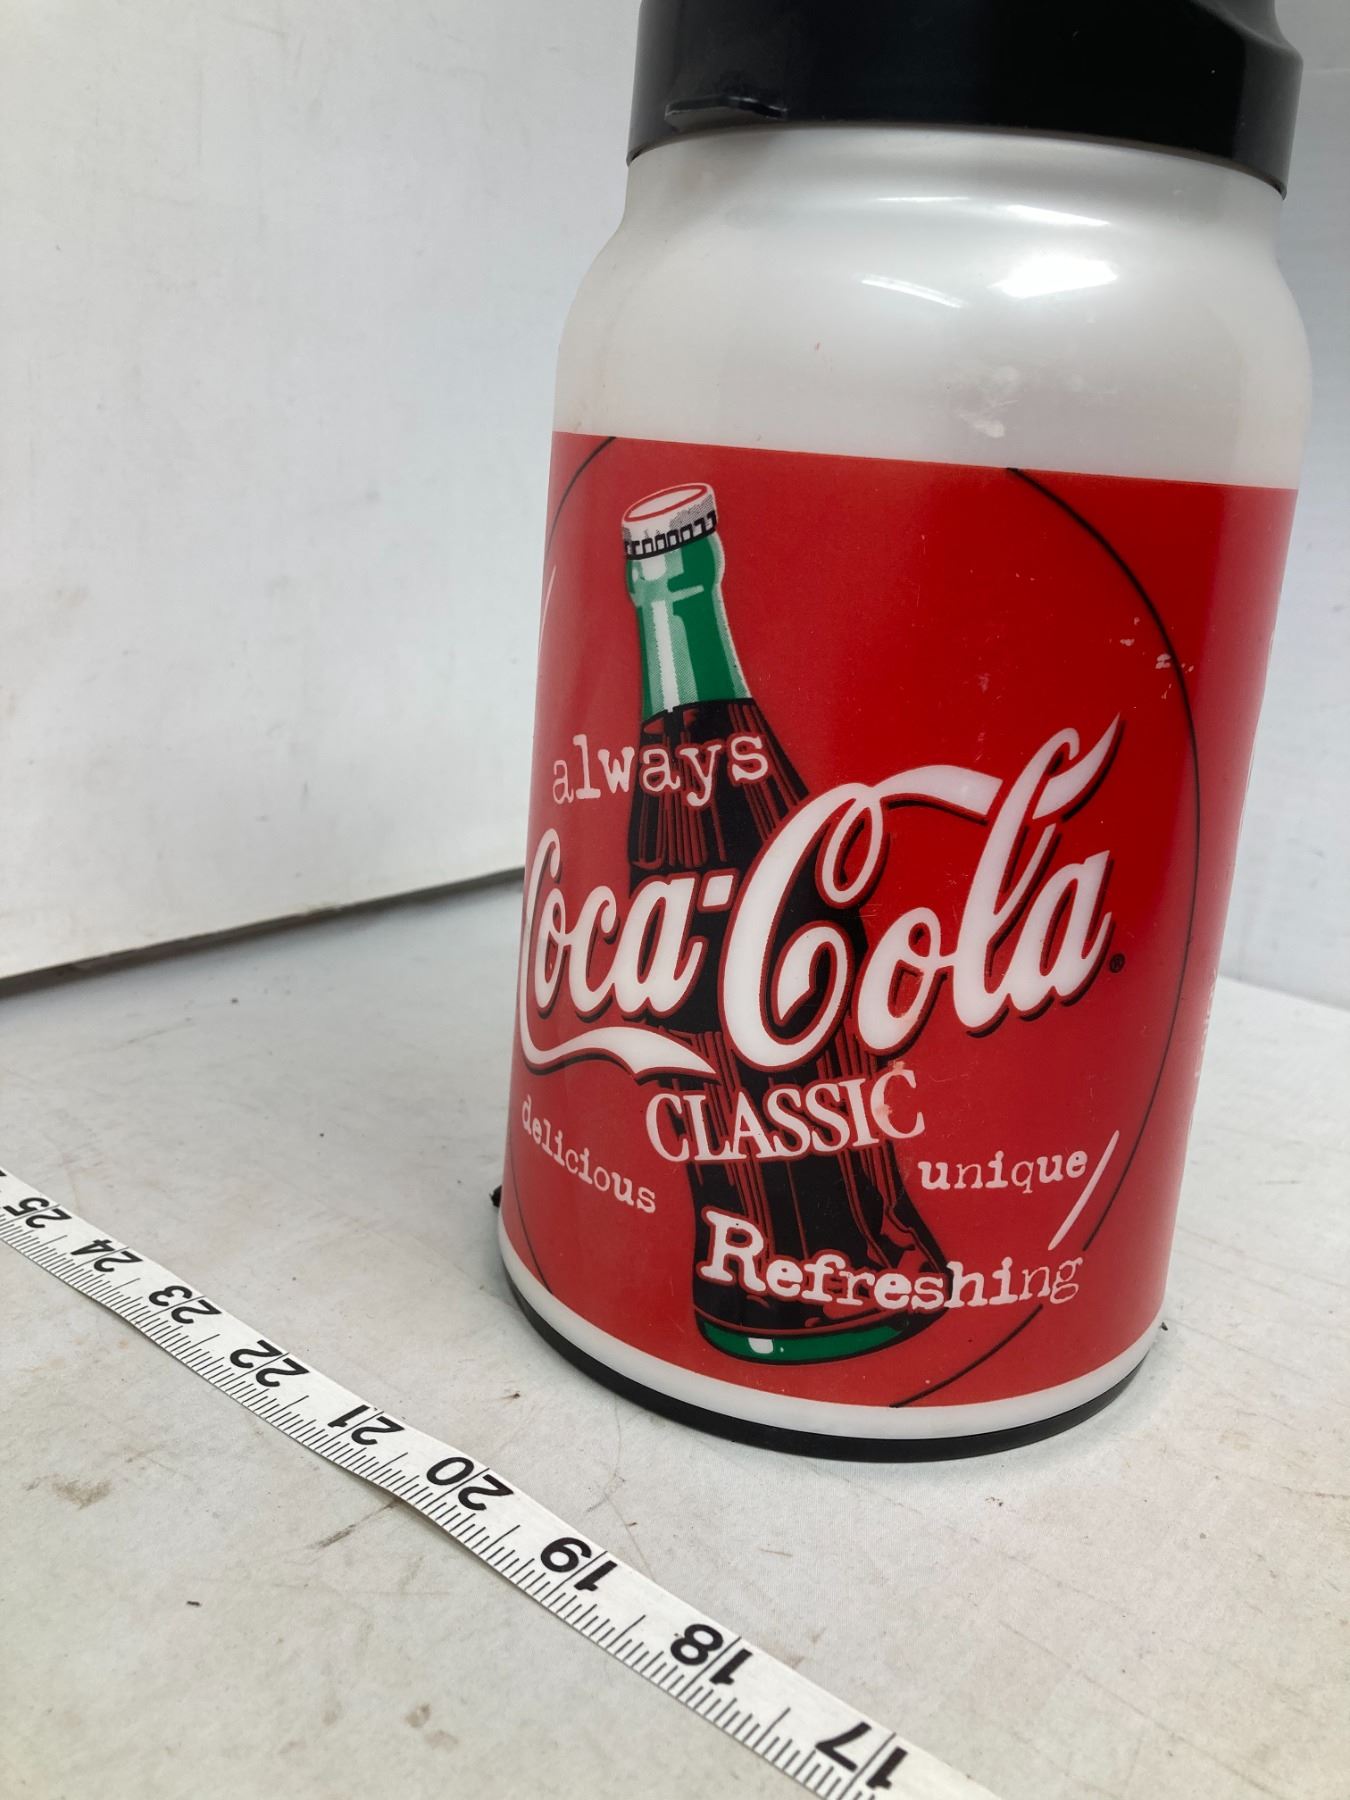 always
Coca-Cola®
CLASSIC
delicious
unique
Refreshing
25 24 23 22 21 20 19 18 17